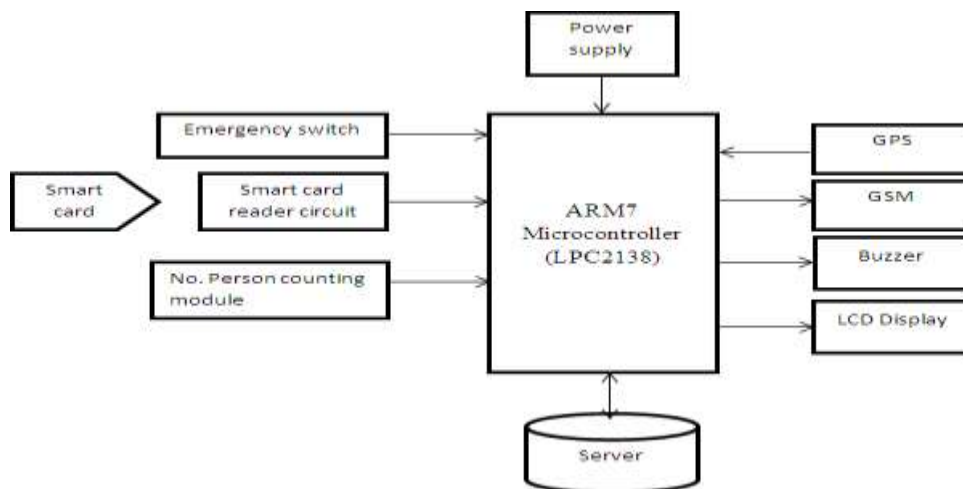 Power
supply
Emergency switch
Smart
card
Smart card
reader circuit
No. Person counting
module
ARM7
Microcontroller
(LPC2138)
GPS
GSM
Buzzer
LCD Display
Server